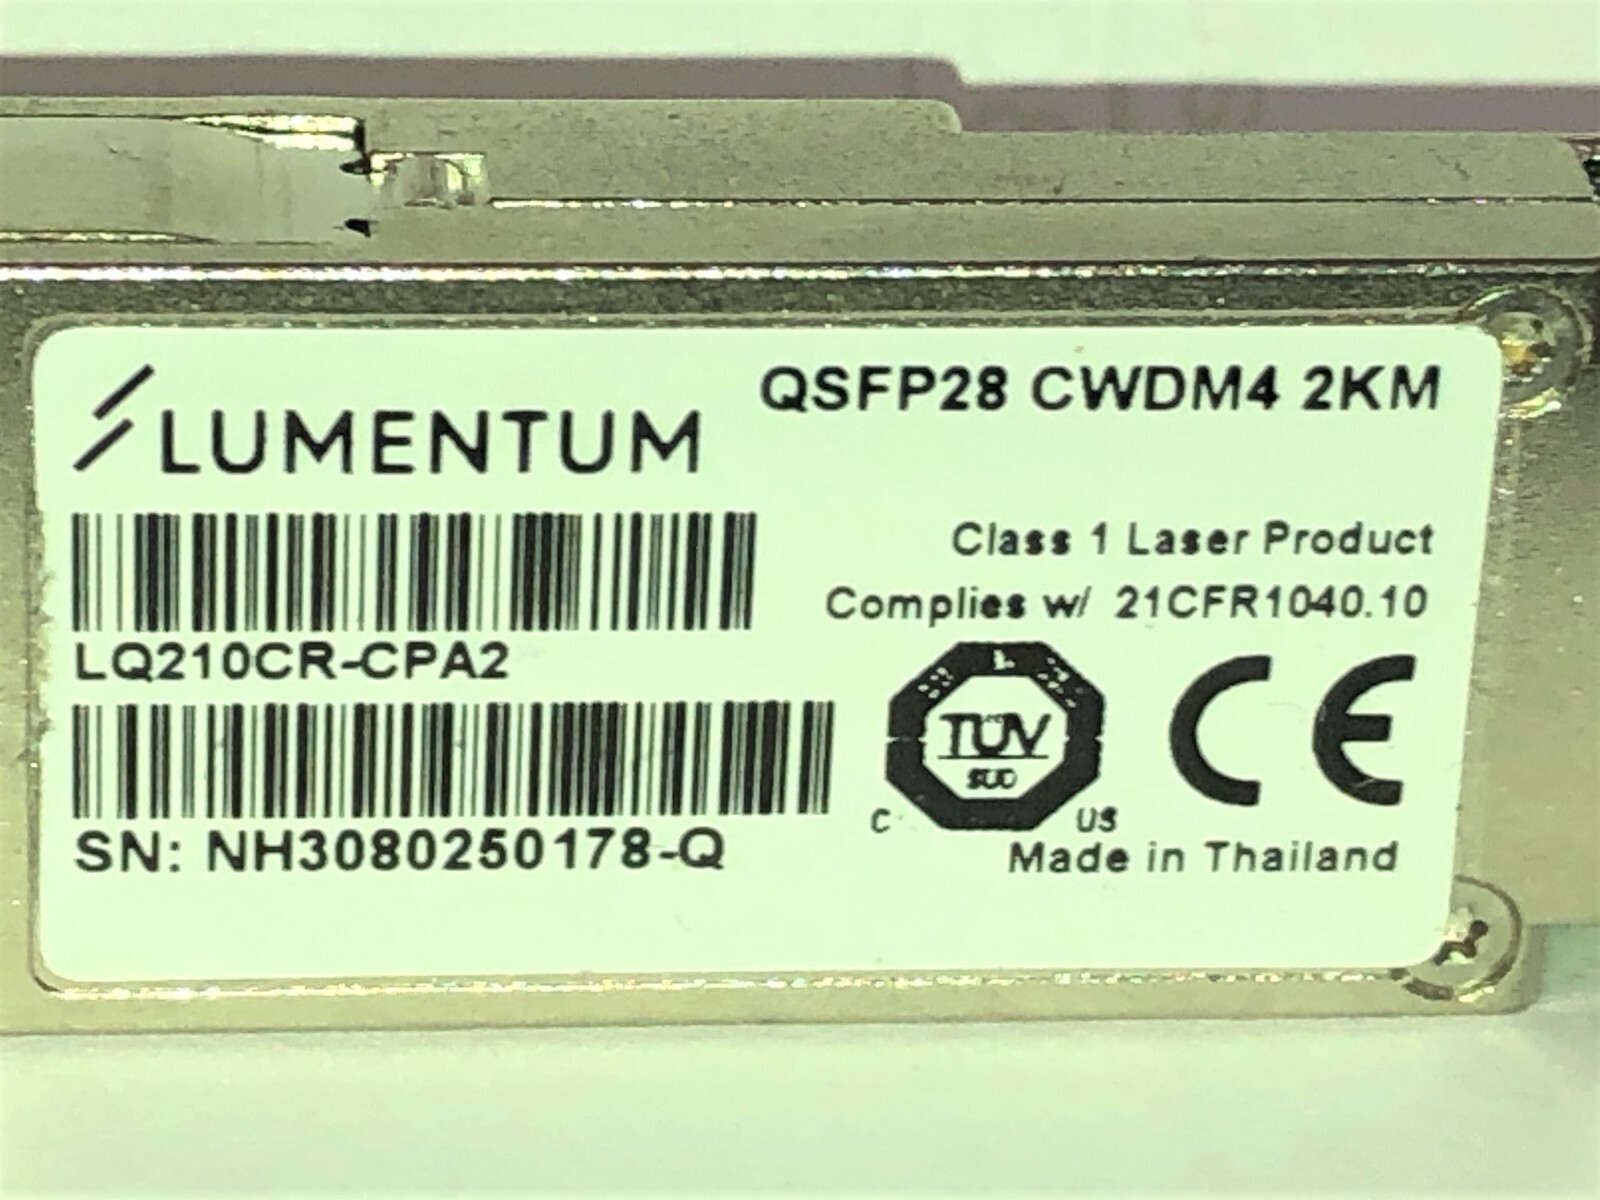 LUMENTUM
QSFP28 CWDM4 2KM
Class 1 Laser Product
Complies w/ 21CFR1040.10
LQ210CR-CPA2
TÜV
SÜD
C US
CE
SN: NH3080250178-Q
Made in Thailand